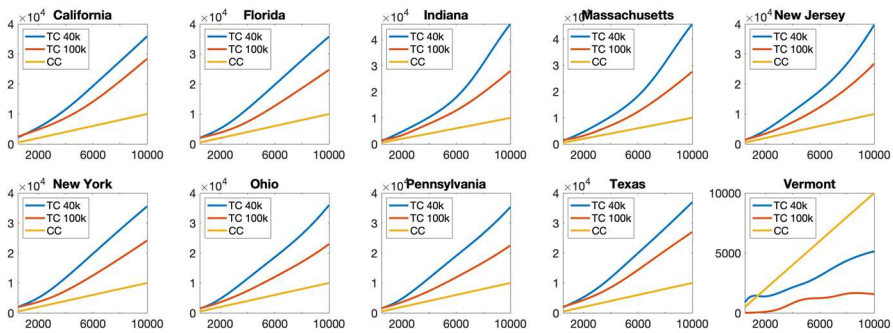 California
Florida
Indiana
Massachusetts
New Jersey
×10⁴
4
3
2
1
0
TC 40k
TC 100k
CC
2000 6000 10000
×10⁴
4
3
2
1
0
TC 40k
TC 100k
CC
2000 6000 10000
×10⁴
4
3
2
1
0
TC 40k
TC 100k
CC
2000 6000 10000
4
3
2
1
0
TC 40k
TC 100k
CC
2000 6000 10000
×10⁴
4
3
2
1
0
TC 40k
TC 100k
CC
2000 6000 10000
New York
Ohio
Pennsylvania
Texas
Vermont
×10⁴
4
3
2
1
0
TC 40k
TC 100k
CC
2000 6000 10000
×10⁴
4
3
2
1
0
TC 40k
TC 100k
CC
2000 6000 10000
4
3
2
1
0
TC 40k
TC 100k
CC
2000 6000 10000
×10⁴
4
3
2
1
0
TC 40k
TC 100k
CC
2000 6000 10000
10000
5000
0
TC 40k
TC 100k
CC
2000 6000 10000